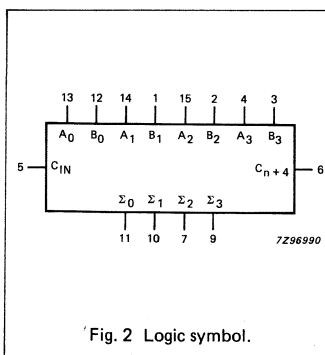 13 12 14 1 15 2 4 3
A0 B0 A1 B1 A2 B2 A3 B3
5 CIN Cn+4 6
Σ0 Σ1 Σ2 Σ3
11 10 7 9
7Z96990
Fig. 2 Logic symbol.